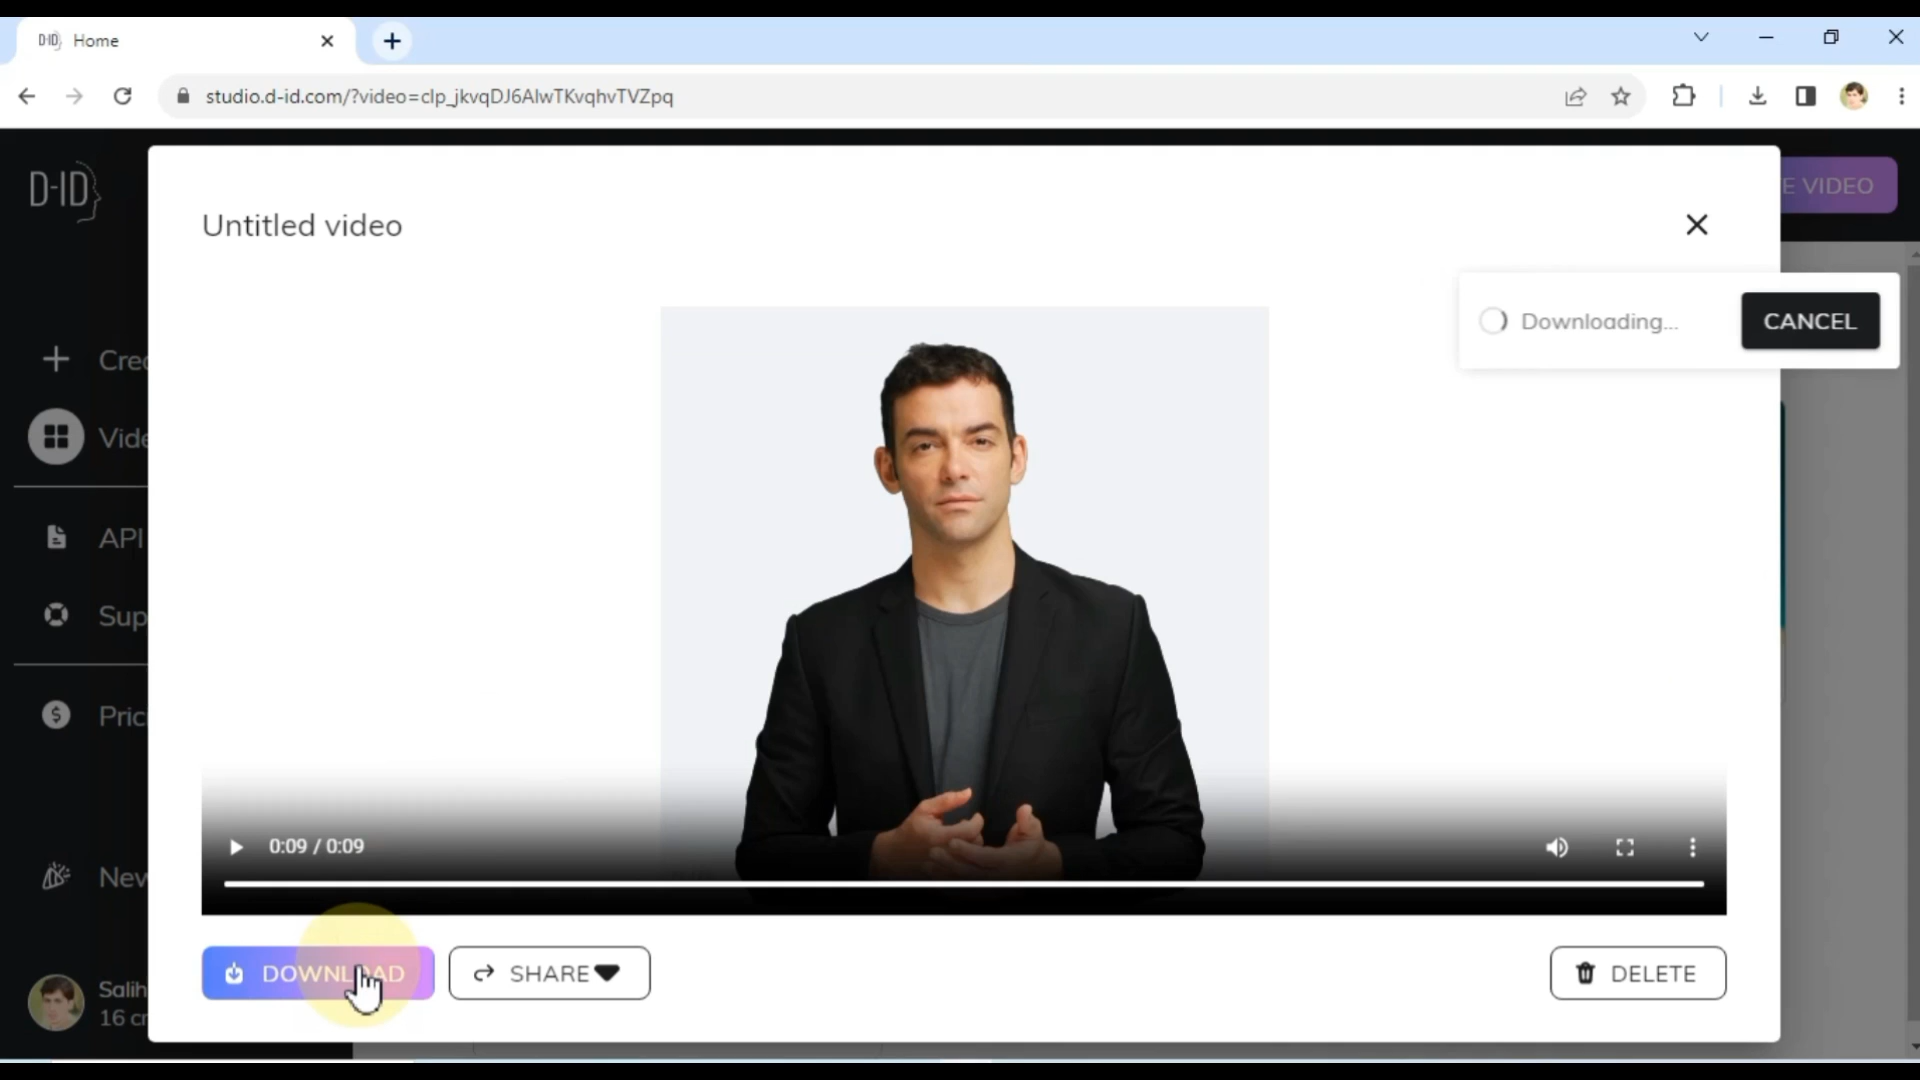 D-ID Home
studio.d-id.com/?video=clp_jkvqDJ6AlwTKvqhvTVZpq
D-ID
E VIDEO
Untitled video
Downloading...
CANCEL
Cre
Vide
API
Sup
Pric
New
0:09 / 0:09
DOWNLOAD
SHARE
DELETE
Salih
16 cr